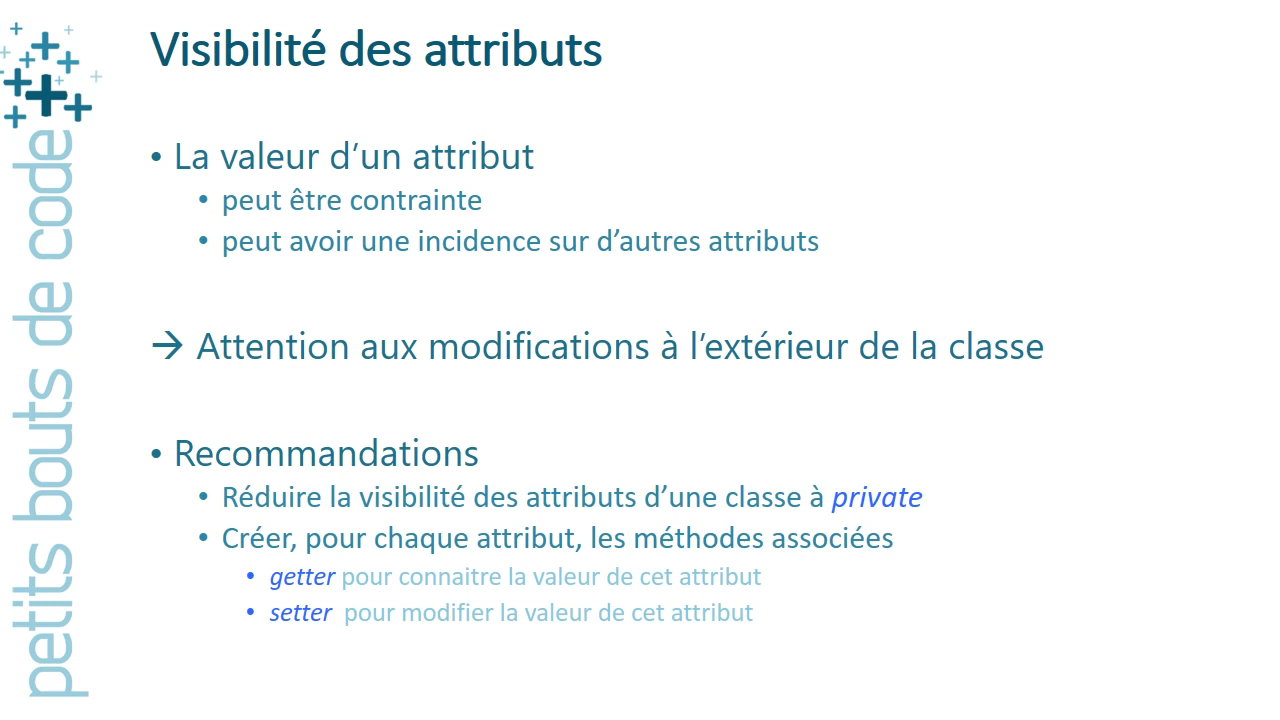 Visibilité des attributs
• La valeur d’un attribut
• peut être contrainte
• peut avoir une incidence sur d’autres attributs
→ Attention aux modifications à l’extérieur de la classe
• Recommandations
• Réduire la visibilité des attributs d’une classe à private
• Créer, pour chaque attribut, les méthodes associées
• getter pour connaitre la valeur de cet attribut
• setter pour modifier la valeur de cet attribut
petits bouts de code